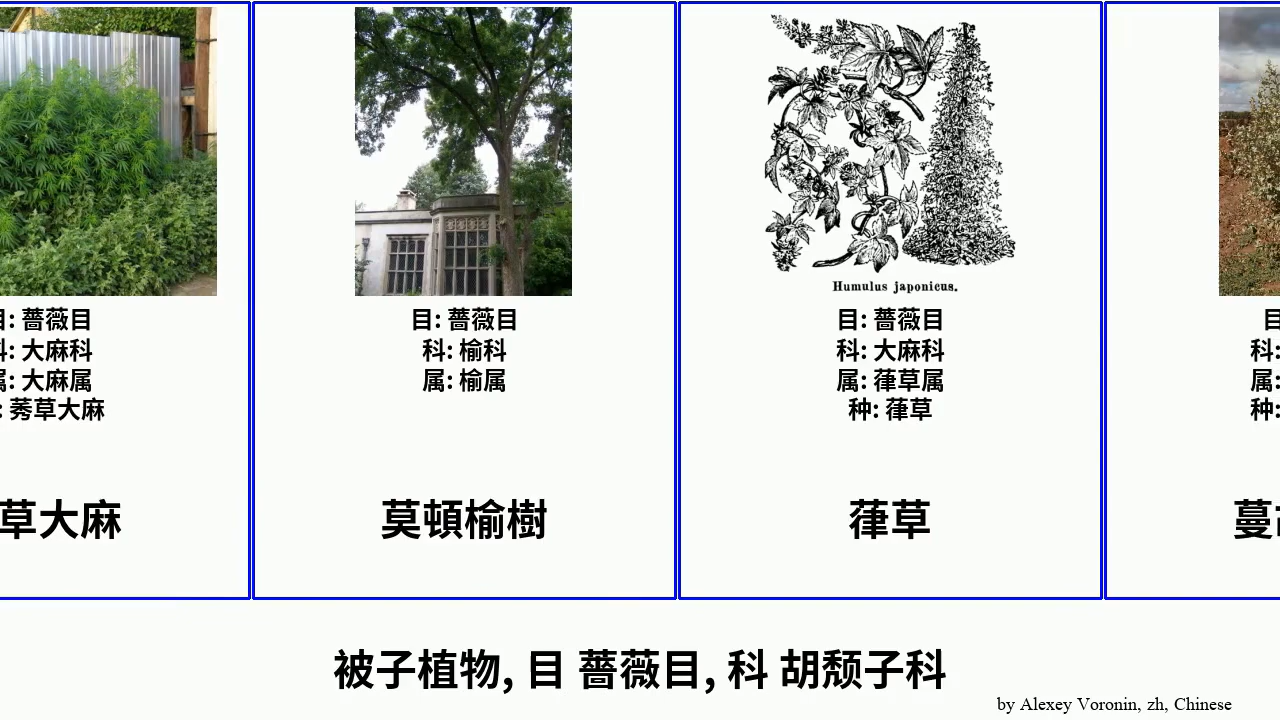 Humulus japonicus.
目: 蔷薇目
科: 大麻科
属: 大麻属
: 莠草大麻
草大麻
目: 蔷薇目
科: 榆科
属: 榆属
莫頓榆樹
目: 蔷薇目
科: 大麻科
属: 葎草属
种: 葎草
葎草
目
科:
属:
种:
蔓
被子植物, 目 蔷薇目, 科 胡颓子科
by Alexey Voronin, zh, Chinese